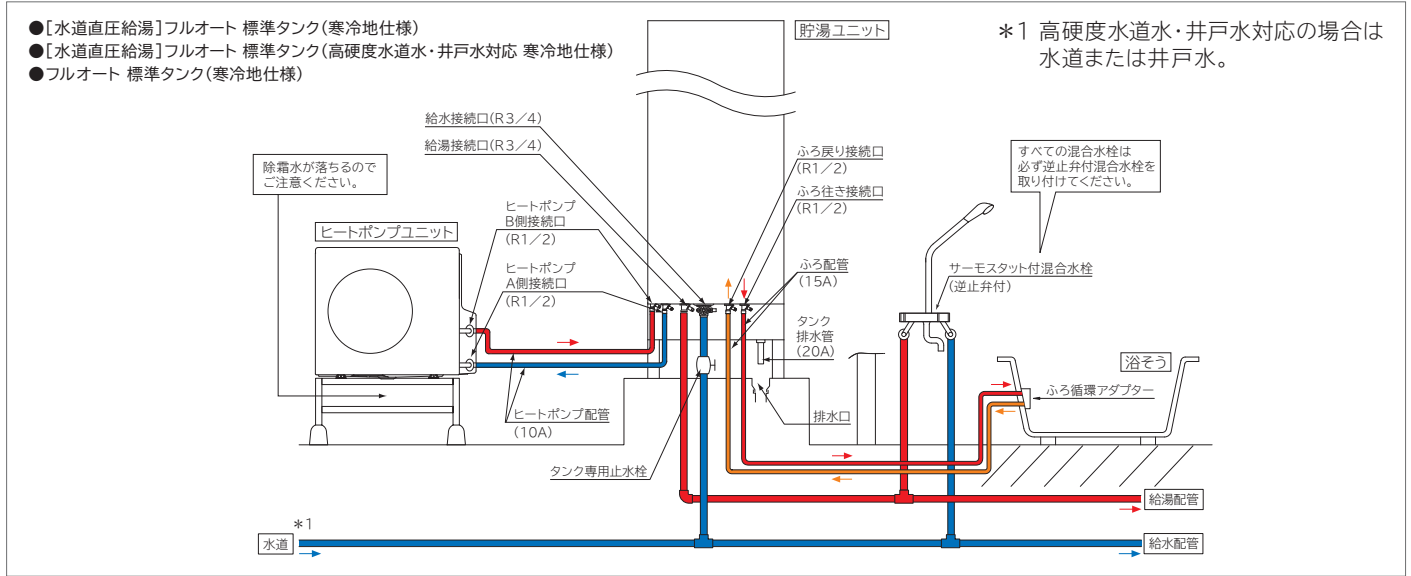 ●[水道直圧給湯]フルオート 標準タンク(寒冷地仕様)
●[水道直圧給湯]フルオート 標準タンク(高硬度水道水・井戸水対応 寒冷地仕様)
●フルオート 標準タンク(寒冷地仕様)
貯湯ユニット
*1 高硬度水道水・井戸水対応の場合は
水道または井戸水。
給水接続口(R3/4)
給湯接続口(R3/4)
除霜水が落ちるので
ご注意ください。
ヒートポンプユニット
ヒートポンプ
B側接続口
(R1/2)
ヒートポンプ
A側接続口
(R1/2)
ふろ戻り接続口
(R1/2)
ふろ往き接続口
(R1/2)
ふろ配管
(15A)
タンク
排水管
(20A)
すべての混合水栓は
必ず逆止弁付混合水栓を
取り付けてください。
サーモスタット付混合水栓
(逆止弁付)
浴そう
ふろ循環アダプター
ヒートポンプ配管
(10A)
排水口
タンク専用止水栓
給湯配管
*1
水道
給水配管